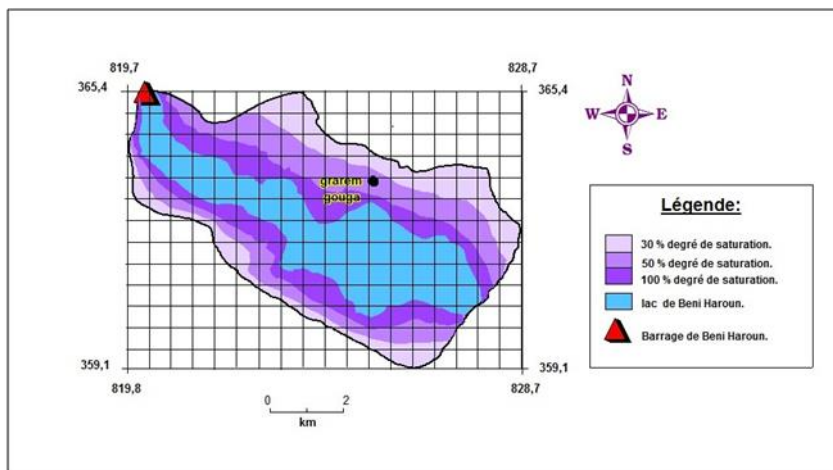 819,7
828,7
365,4
365,4
N
W E
S
grarem
gouga
Légende:
30 % degré de saturation.
50 % degré de saturation.
100 % degré de saturation.
lac de Beni Haroun.
Barrage de Beni Haroun.
359,1
359,1
819,8
828,7
0 2
km